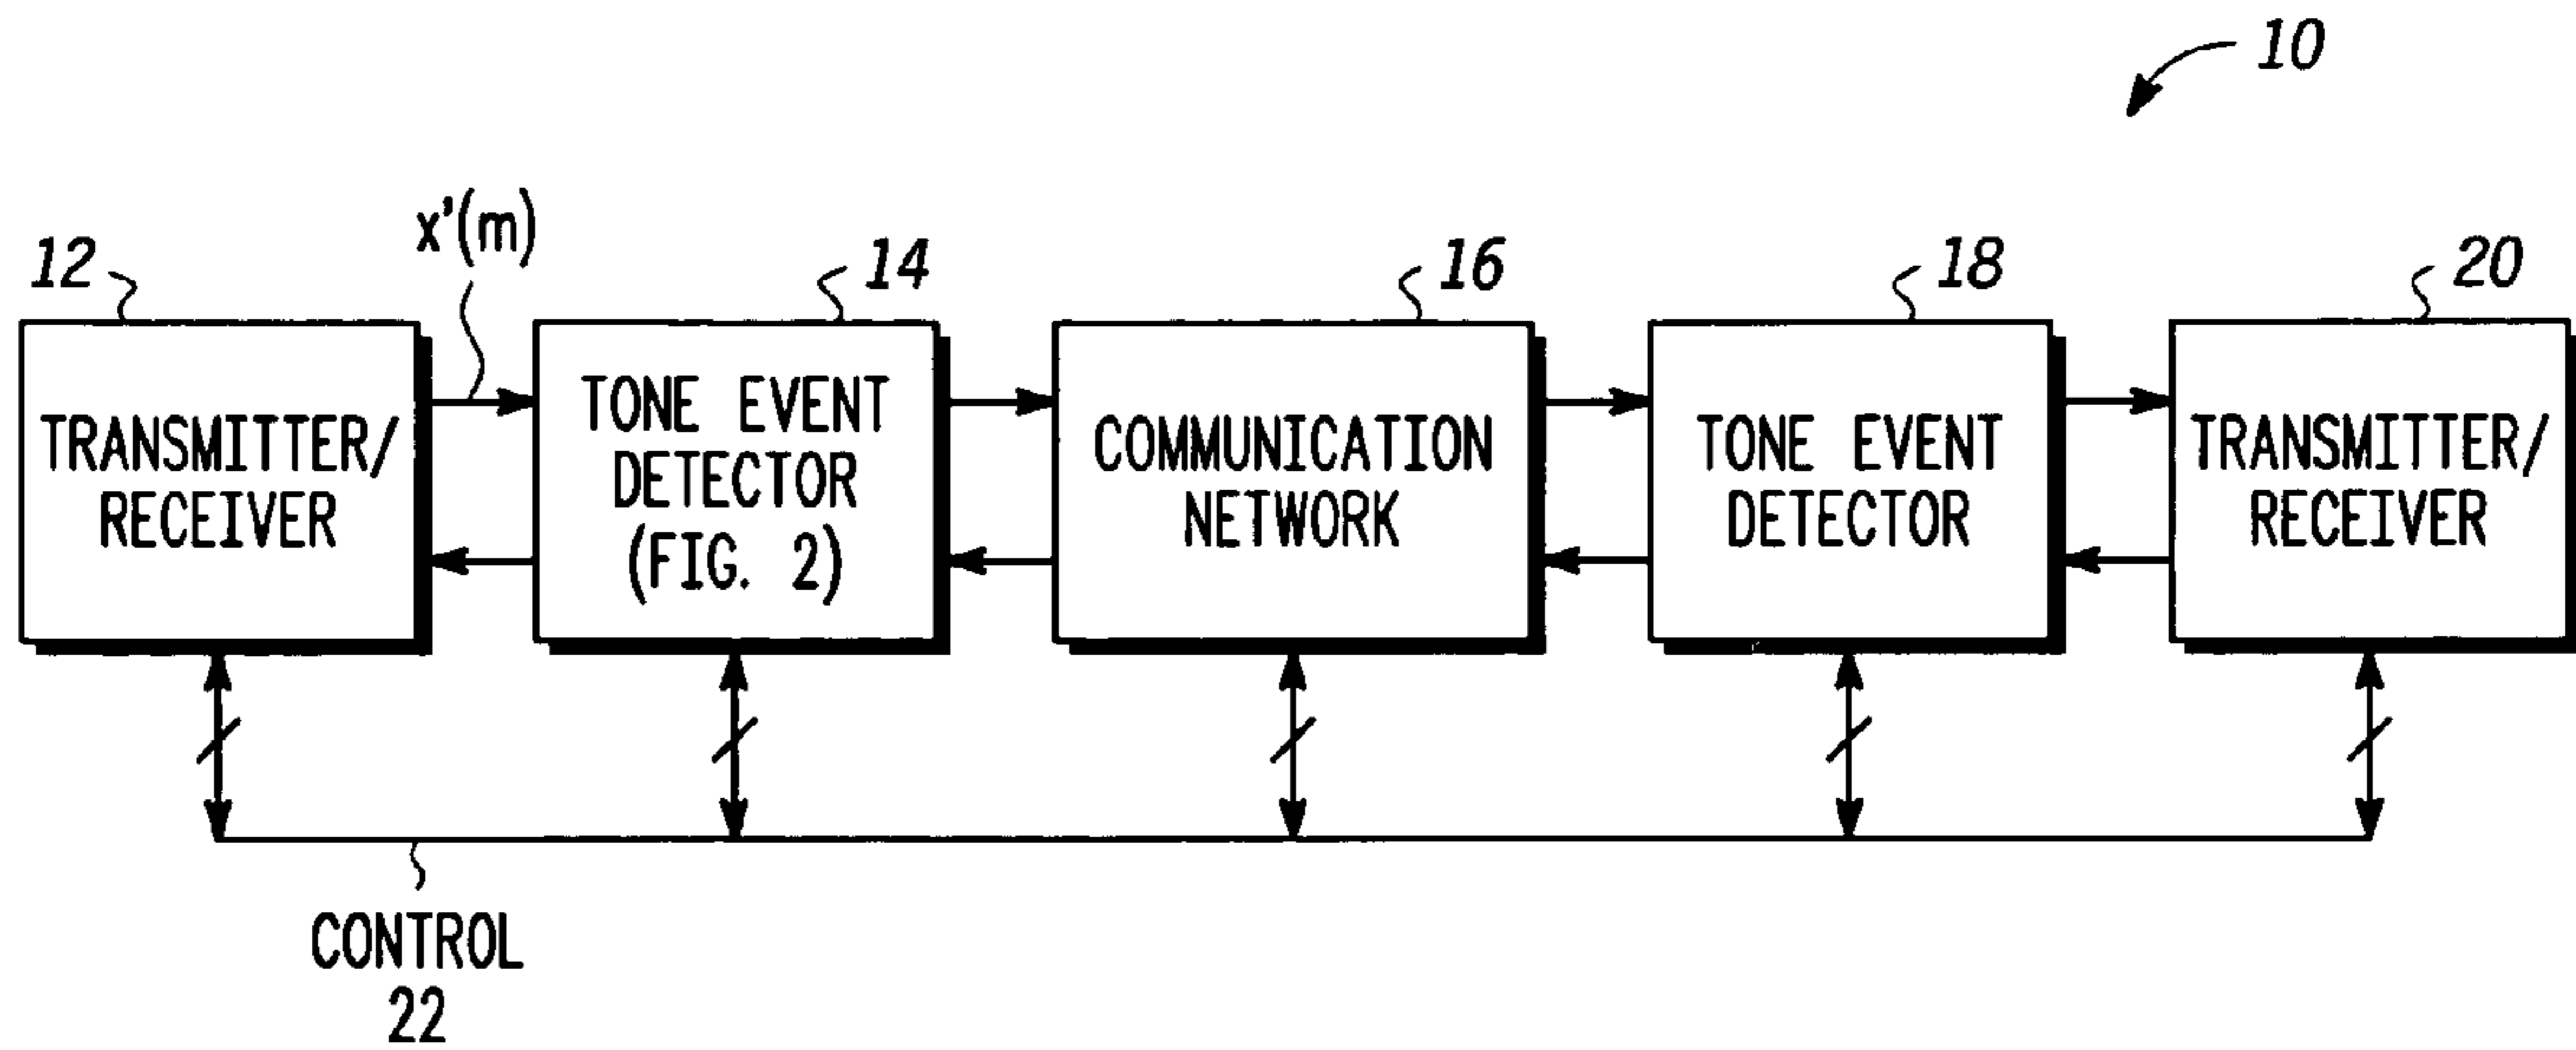 10
x'(m)
12
14
16
18
20
TRANSMITTER/
RECEIVER
TONE EVENT
DETECTOR
(FIG. 2)
COMMUNICATION
NETWORK
TONE EVENT
DETECTOR
TRANSMITTER/
RECEIVER
CONTROL
22